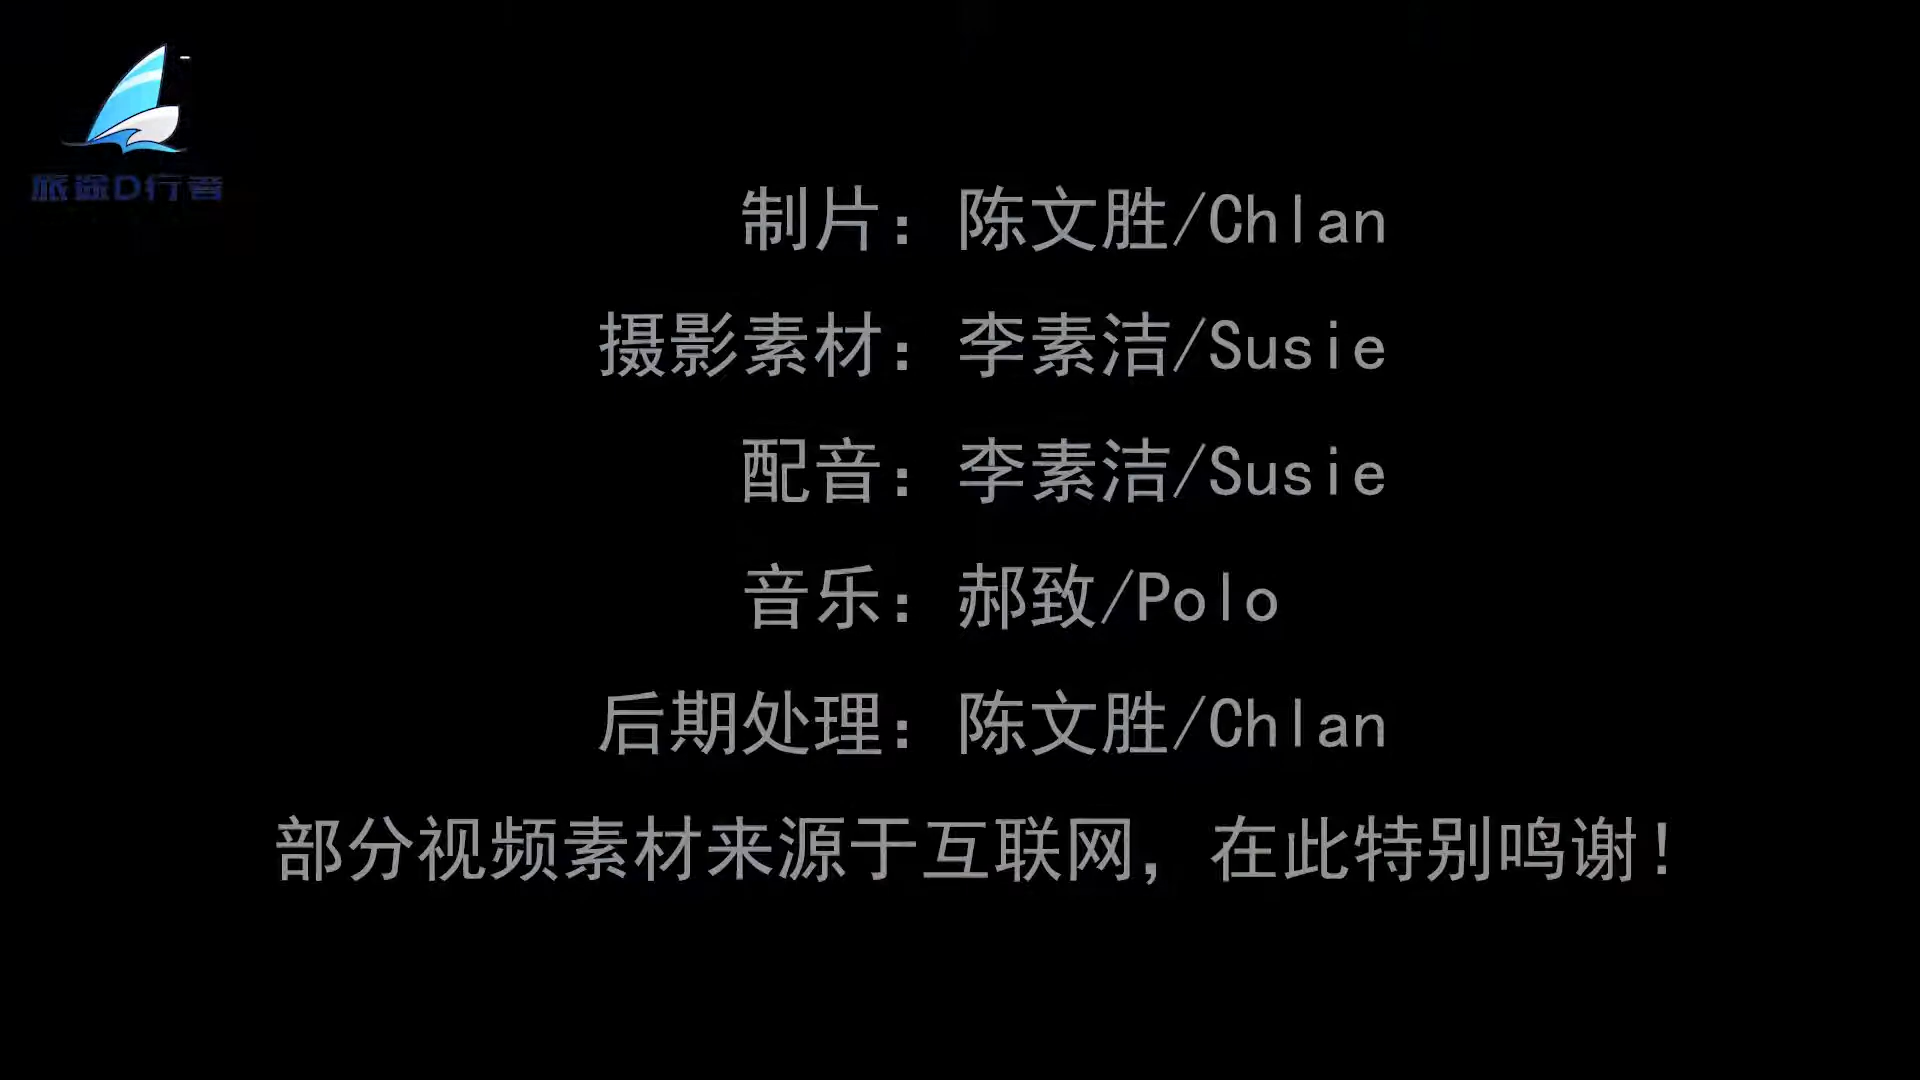 旅途D行者
制片：陈文胜/Chlan
摄影素材：李素洁/Susie
配音：李素洁/Susie
音乐：郝致/Polo
后期处理：陈文胜/Chlan
部分视频素材来源于互联网，在此特别鸣谢！